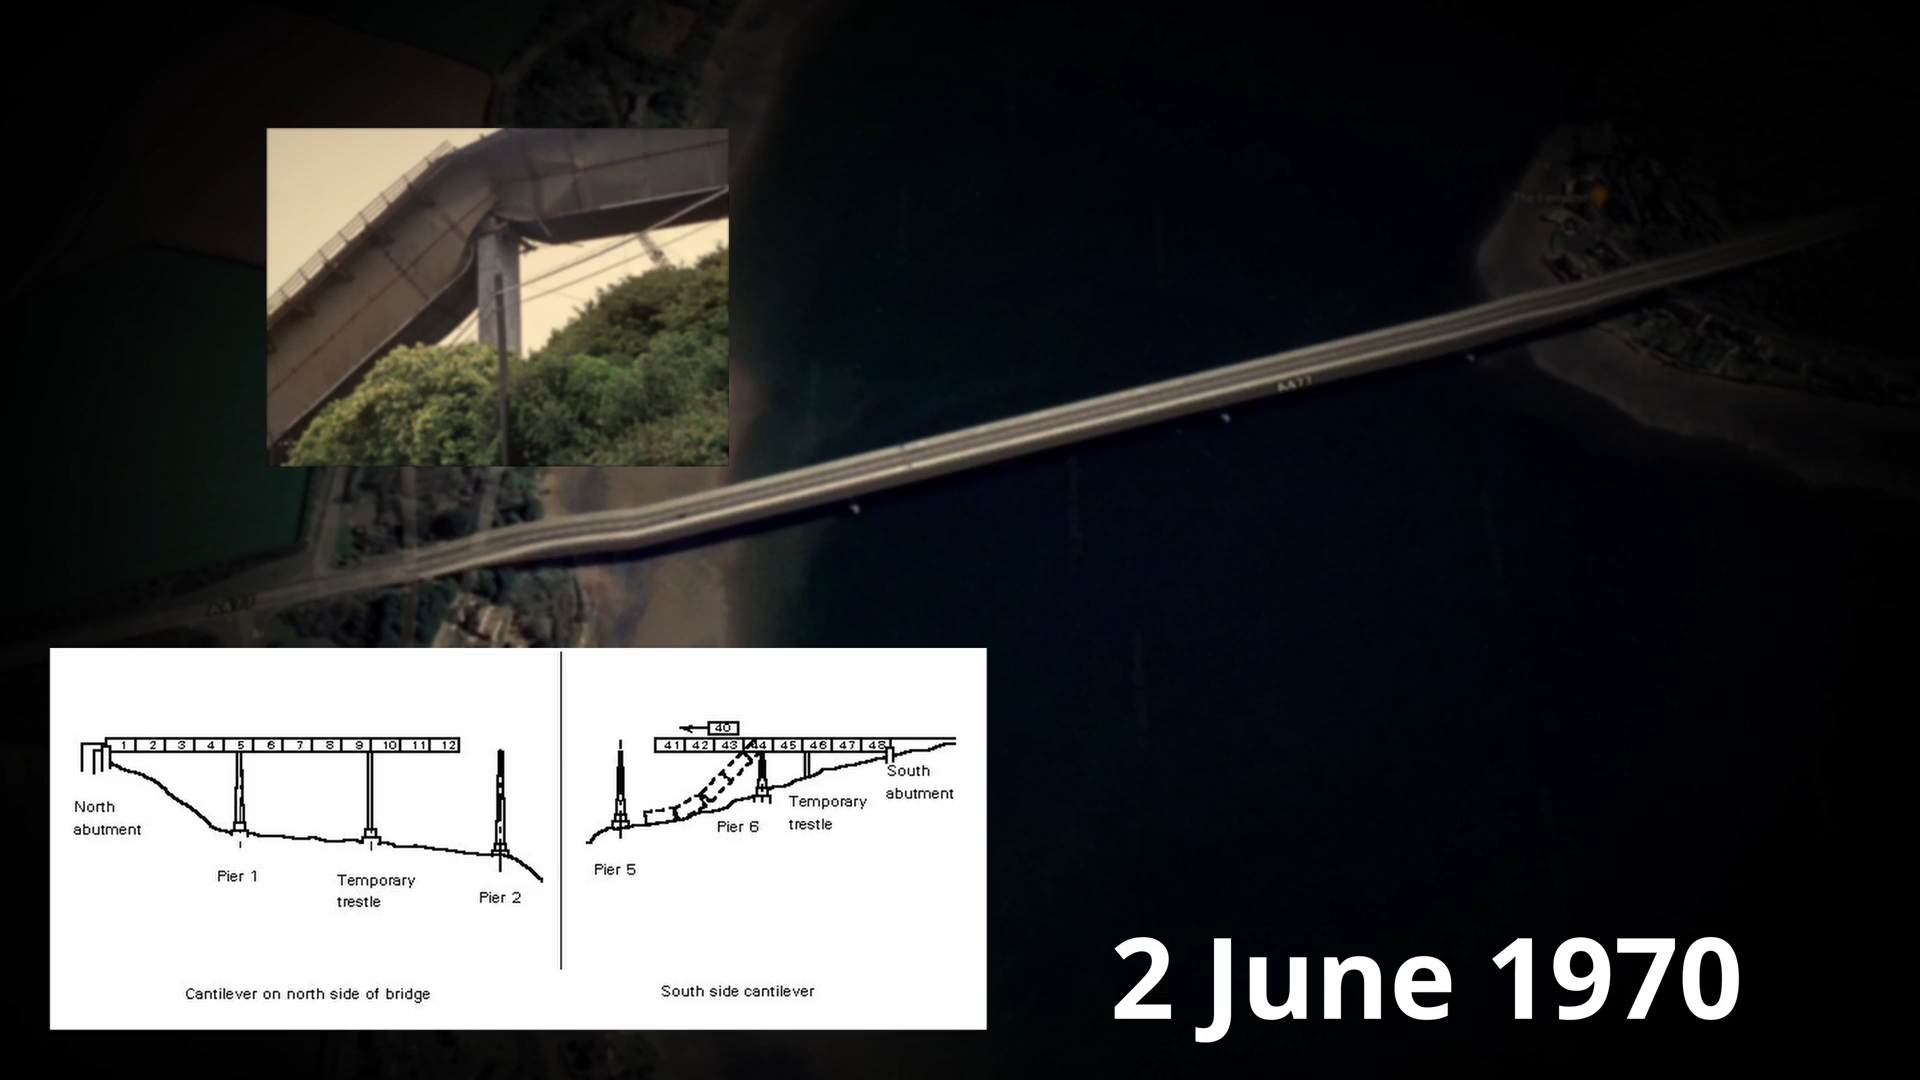 A477
A477
1 2 3 4 5 6 7 8 9 10 11 12
40
41 42 43 44 45 46 47 48
North
abutment
Pier 1
Temporary
trestle
Pier 2
Pier 5
Pier 6
Temporary
trestle
South
abutment
Cantilever on north side of bridge
South side cantilever
2 June 1970